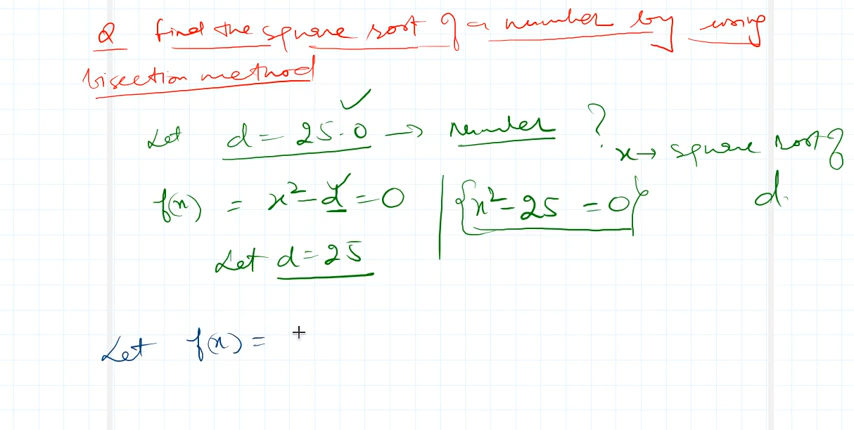 Q Find the square root of a number by using
bisection method
Let d = 25.0 → number ?
x → square root of
d.
f(x) = x² - d = 0 | {x² - 25 = 0}
Let d = 25
Let f(x) =